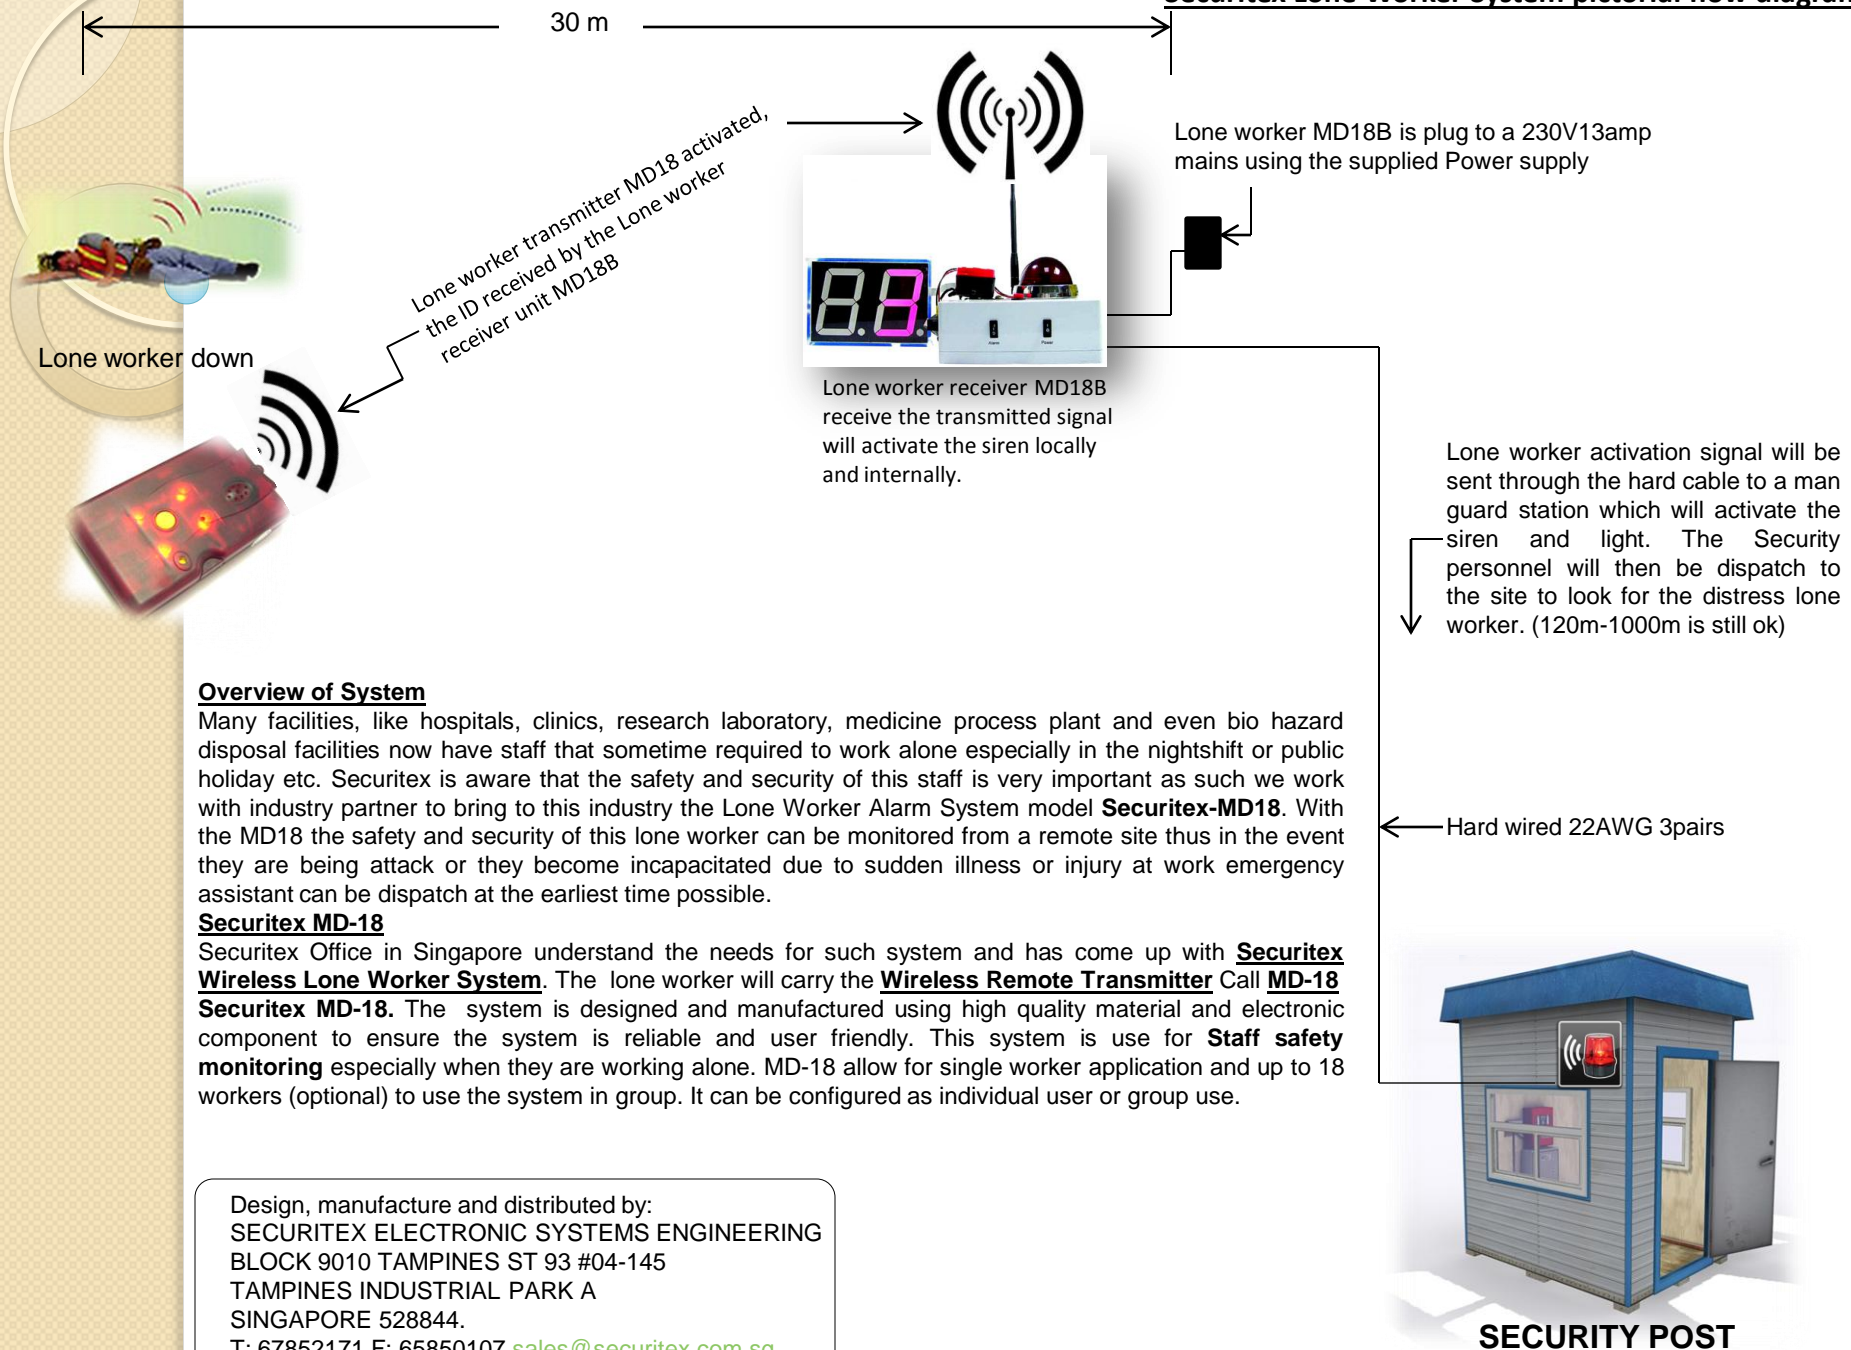 Securitex Lone Worker System pictorial flow diagram
30 m
Lone worker transmitter MD18 activated,
the ID received by the Lone worker
receiver unit MD18B
Lone worker MD18B is plug to a 230V13amp
mains using the supplied Power supply
Lone worker down
Alarm
Power
Lone worker receiver MD18B
receive the transmitted signal
will activate the siren locally
and internally.
Lone worker activation signal will be
sent through the hard cable to a man
guard station which will activate the
siren and light. The Security
personnel will then be dispatch to
the site to look for the distress lone
worker. (120m-1000m is still ok)
Overview of System
Many facilities, like hospitals, clinics, research laboratory, medicine process plant and even bio hazard
disposal facilities now have staff that sometime required to work alone especially in the nightshift or public
holiday etc. Securitex is aware that the safety and security of this staff is very important as such we work
with industry partner to bring to this industry the Lone Worker Alarm System model Securitex-MD18. With
the MD18 the safety and security of this lone worker can be monitored from a remote site thus in the event
they are being attack or they become incapacitated due to sudden illness or injury at work emergency
assistant can be dispatch at the earliest time possible.
Securitex MD-18
Securitex Office in Singapore understand the needs for such system and has come up with Securitex
Wireless Lone Worker System. The lone worker will carry the Wireless Remote Transmitter Call MD-18
Securitex MD-18. The system is designed and manufactured using high quality material and electronic
component to ensure the system is reliable and user friendly. This system is use for Staff safety
monitoring especially when they are working alone. MD-18 allow for single worker application and up to 18
workers (optional) to use the system in group. It can be configured as individual user or group use.
Hard wired 22AWG 3pairs
Design, manufacture and distributed by:
SECURITEX ELECTRONIC SYSTEMS ENGINEERING
BLOCK 9010 TAMPINES ST 93 #04-145
TAMPINES INDUSTRIAL PARK A
SINGAPORE 528844.
T: 67852171 F: 65850107 sales@securitex.com.sg
SECURITY POST